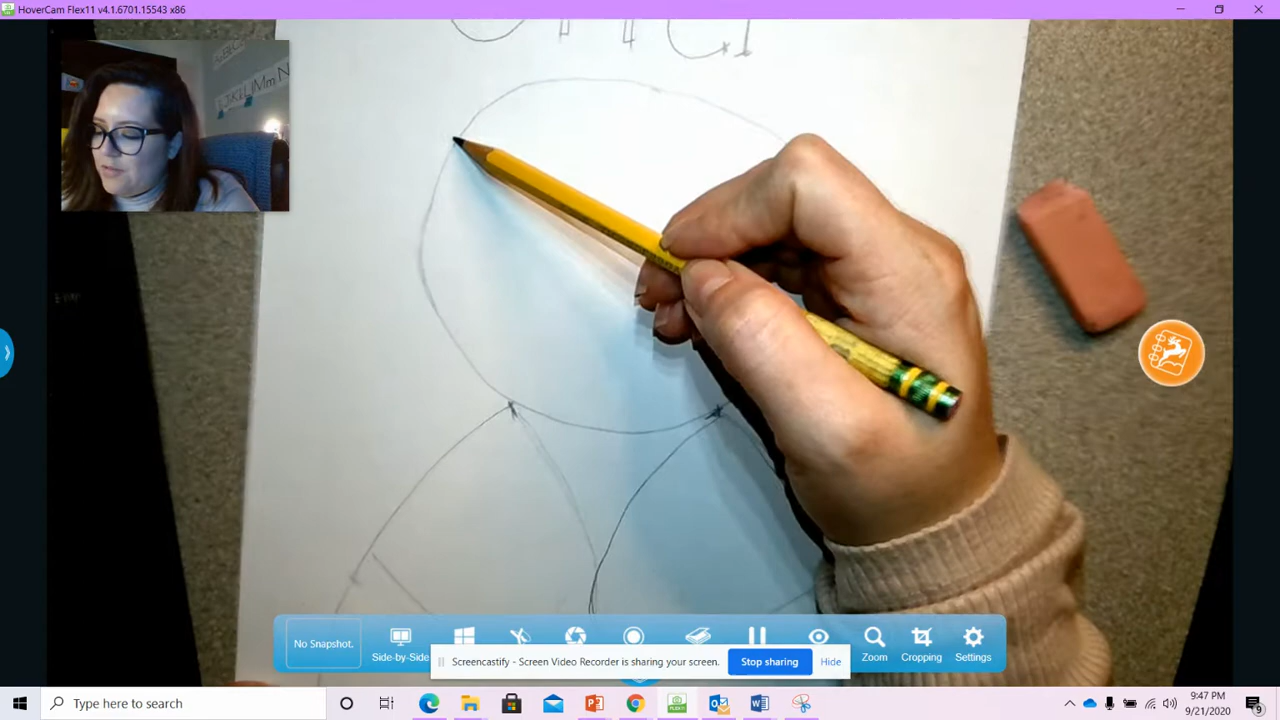 HoverCam Flex11 v4.1.6701.15543 x86
No Snapshot.
Side-by-Side
Zoom
Cropping
Settings
Screencastify - Screen Video Recorder is sharing your screen.
Stop sharing
Hide
Type here to search
9:47 PM
9/21/2020